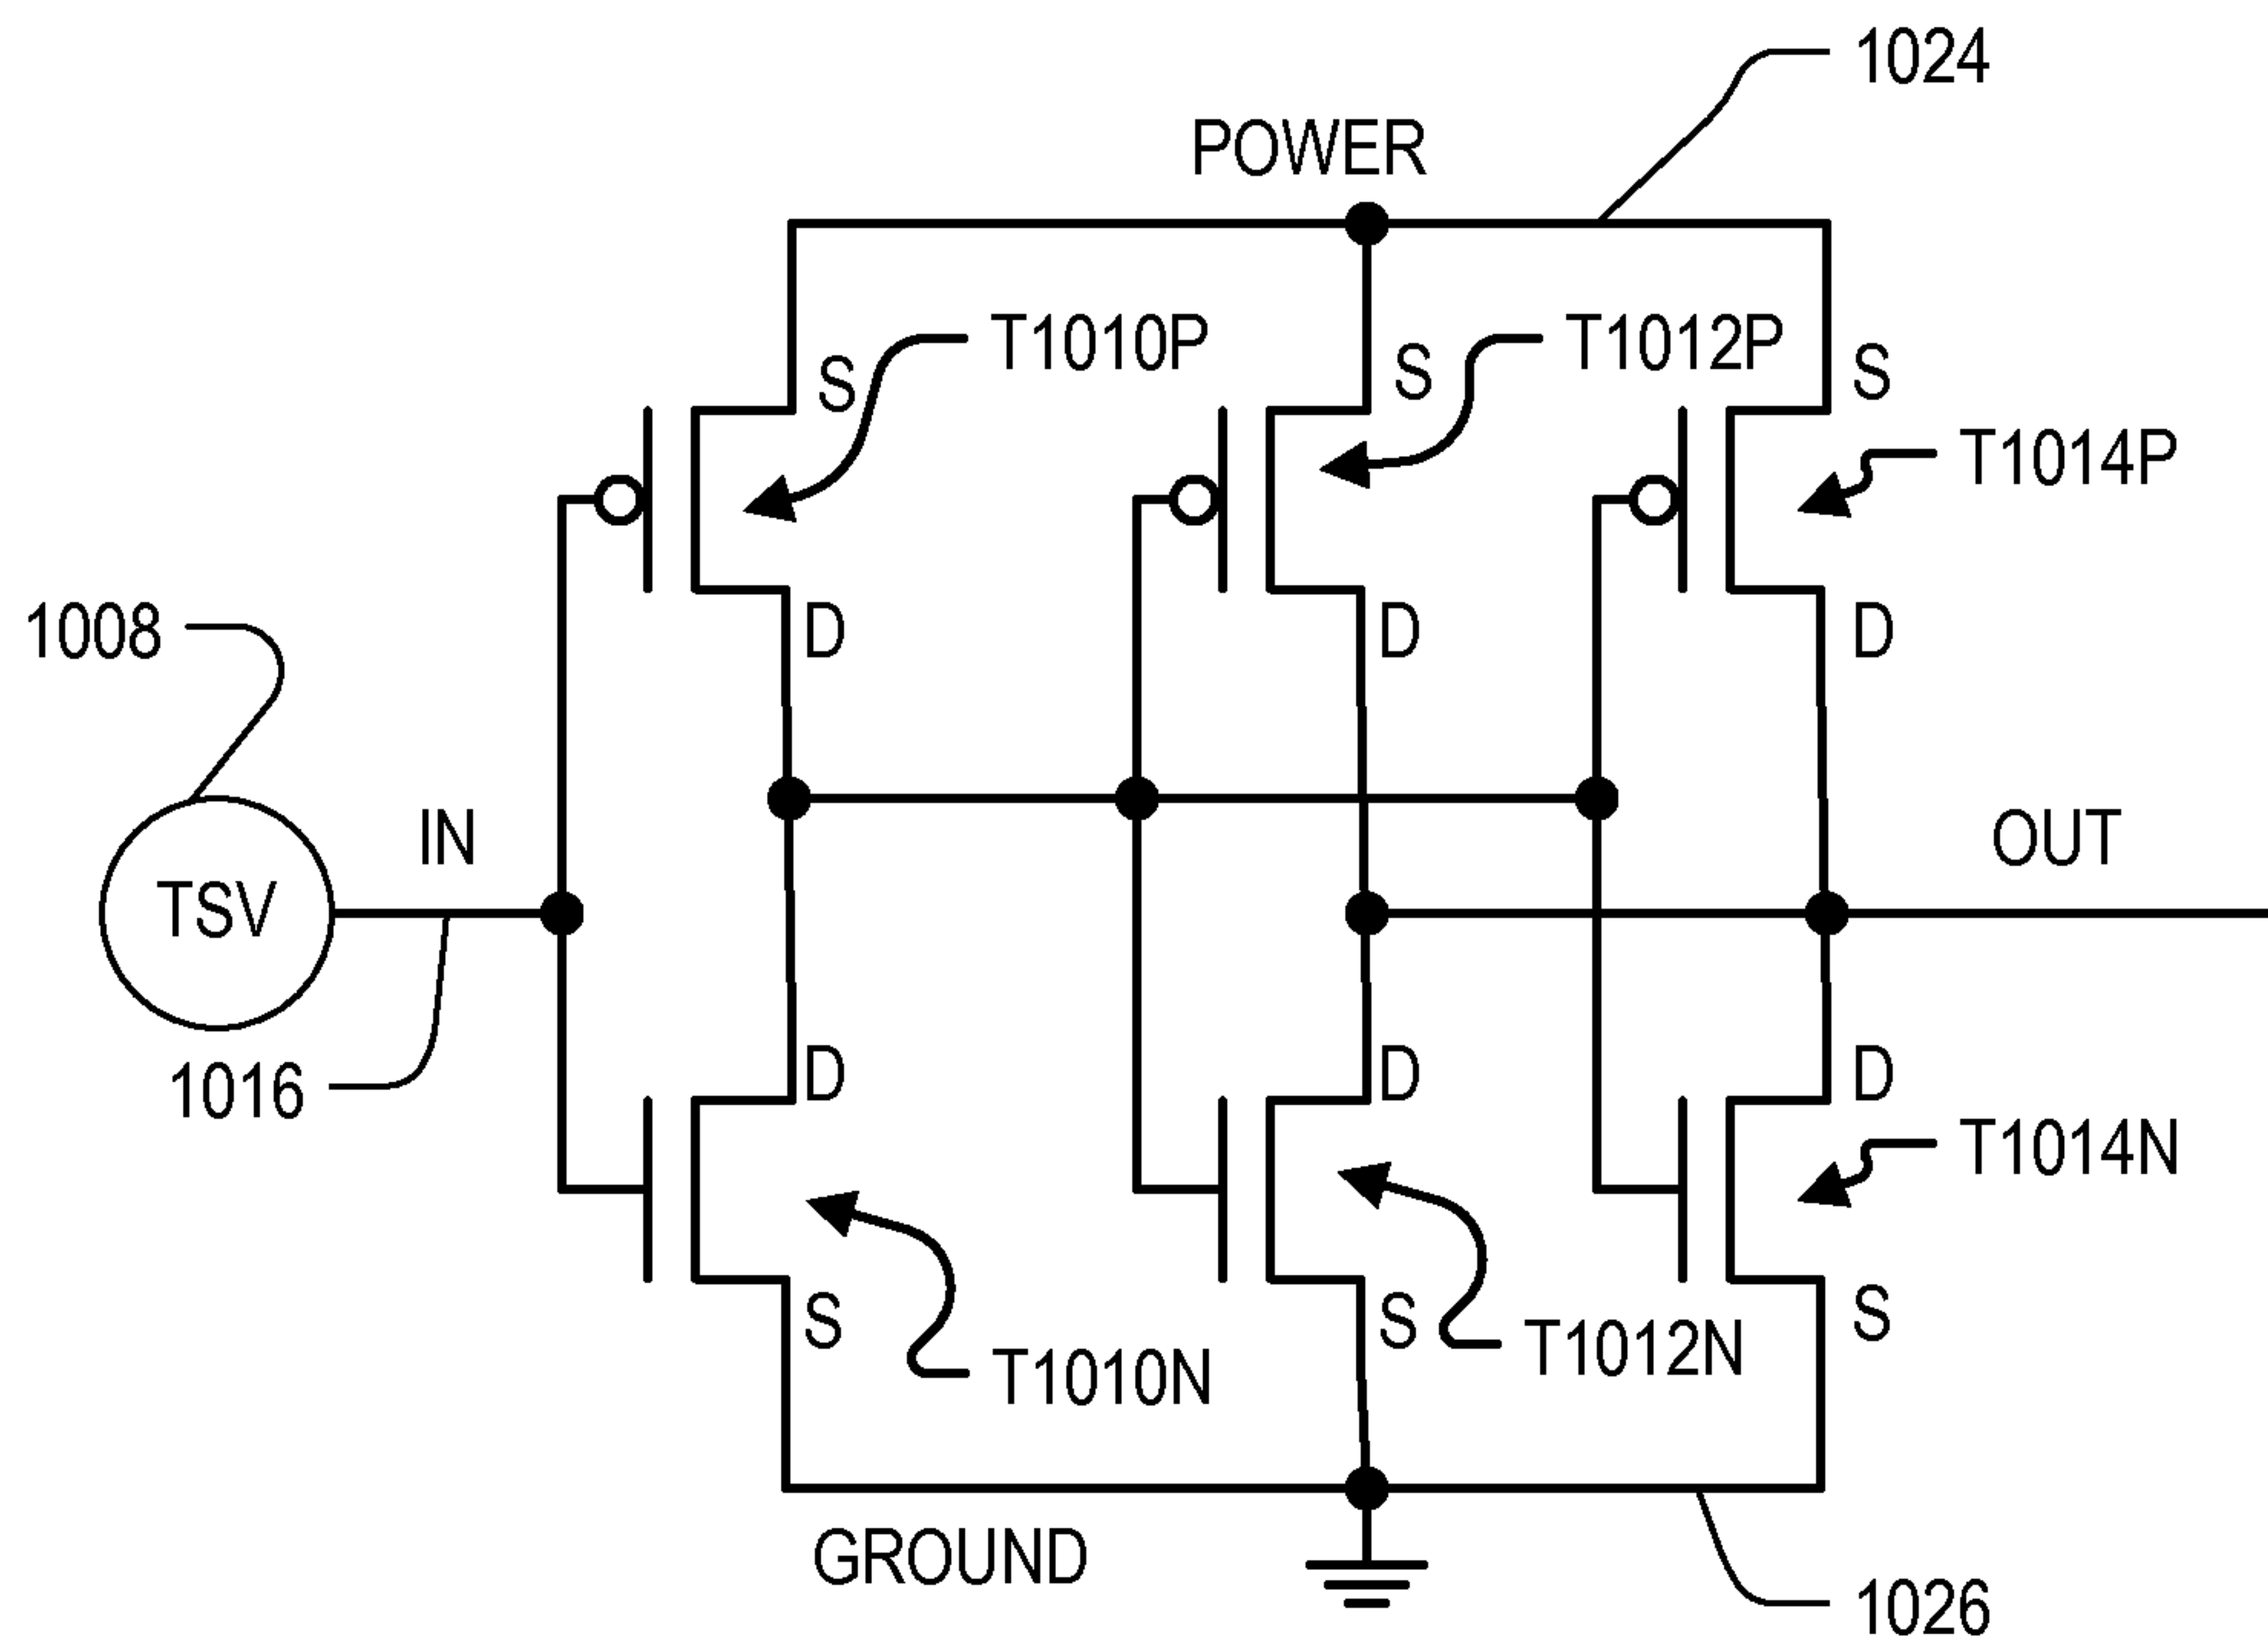 1024
POWER
T1010P
T1012P
S
S
S
T1014P
1008
D
D
D
IN
OUT
TSV
1016
D
D
D
T1014N
S
S
S
T1012N
T1010N
GROUND
1026